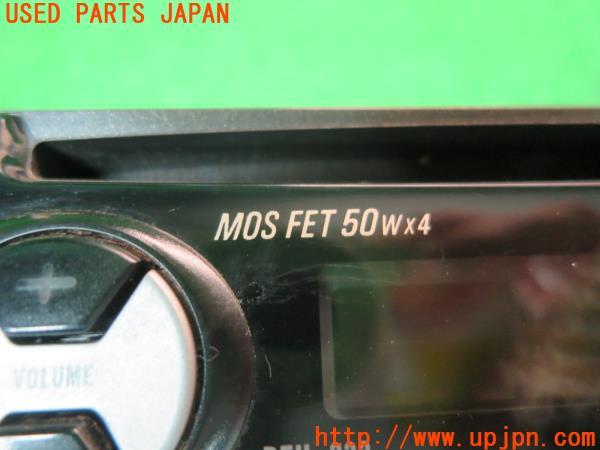 USED PARTS JAPAN
MOS FET 50Wx4
VOLUME
http://www.upjpn.com/